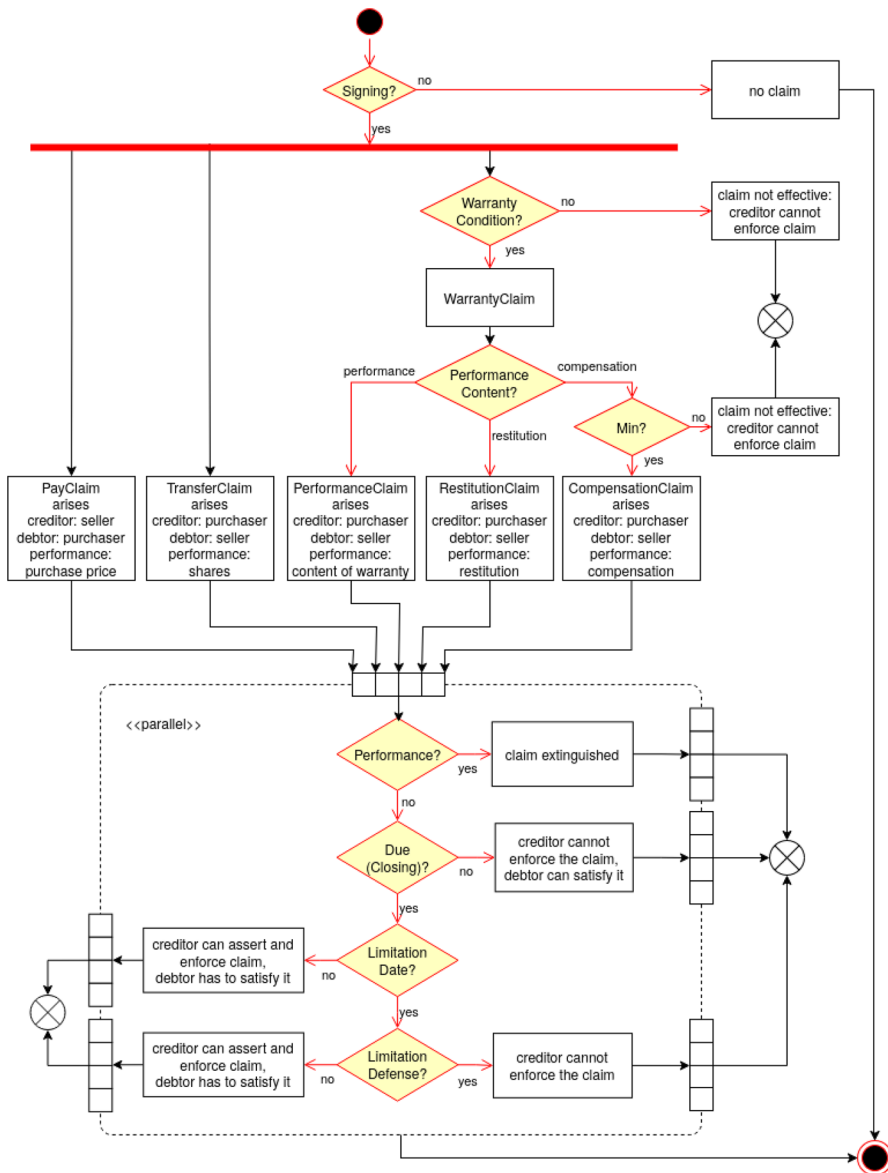 Signing?
no
no claim
yes
Warranty
Condition?
no
claim not effective:
creditor cannot
enforce claim
yes
WarrantyClaim
performance
Performance
Content?
compensation
restitution
Min?
no
claim not effective:
creditor cannot
enforce claim
yes
PayClaim
arises
creditor: seller
debtor: purchaser
performance:
purchase price
TransferClaim
arises
creditor: purchaser
debtor: seller
performance:
shares
PerformanceClaim
arises
creditor: purchaser
debtor: seller
performance:
content of warranty
RestitutionClaim
arises
creditor: purchaser
debtor: seller
performance:
restitution
CompensationClaim
arises
creditor: purchaser
debtor: seller
performance:
compensation
<<parallel>>
Performance?
yes
claim extinguished
no
Due
(Closing)?
no
creditor cannot
enforce the claim,
debtor can satisfy it
yes
creditor can assert and
enforce claim,
debtor has to satisfy it
no
Limitation
Date?
yes
creditor can assert and
enforce claim,
debtor has to satisfy it
no
Limitation
Defense?
yes
creditor cannot
enforce the claim